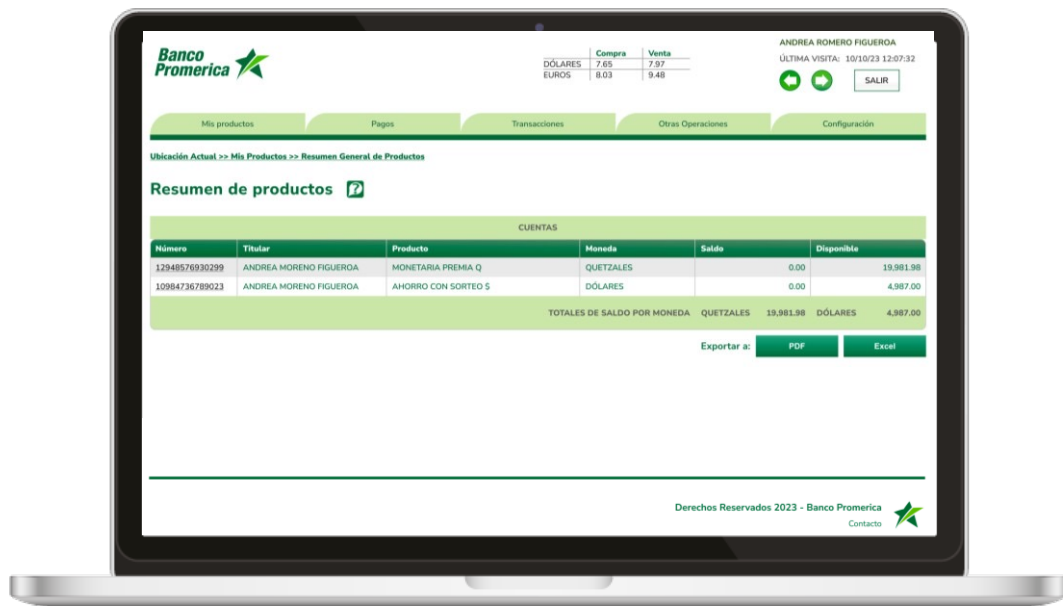 Banco
Promerica
Compra Venta
DÓLARES 7.65 7.97
EUROS 8.03 9.48
ANDREA ROMERO FIGUEROA
ÚLTIMA VISITA: 10/10/23 12:07:32
SALIR
Mis productos Pagos Transacciones Otras Operaciones Configuración
Ubicación Actual >> Mis Productos >> Resumen General de Productos
Resumen de productos ?
CUENTAS
Número Titular Producto Moneda Saldo Disponible
12948576930299 ANDREA MORENO FIGUEROA MONETARIA PREMIA Q QUETZALES 0.00 19,981.98
10984736789023 ANDREA MORENO FIGUEROA AHORRO CON SORTEO $ DÓLARES 0.00 4,987.00
TOTALES DE SALDO POR MONEDA QUETZALES 19,981.98 DÓLARES 4,987.00
Exportar a: PDF Excel
Derechos Reservados 2023 - Banco Promerica
Contacto